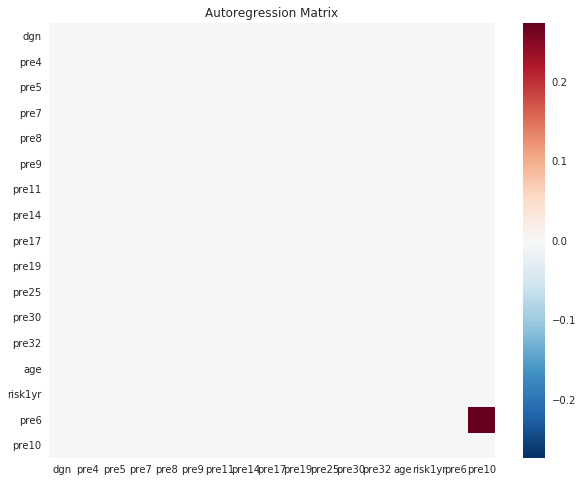 Autoregression Matrix
dgn
pre4
pre5
pre7
pre8
pre9
pre11
pre14
pre17
pre19
pre25
pre30
pre32
age
risk1yr
pre6
pre10
dgn pre4 pre5 pre7 pre8 pre9 pre11 pre14 pre17 pre19 pre25 pre30 pre32 age risk1yr pre6 pre10
0.2
0.1
0.0
−0.1
−0.2